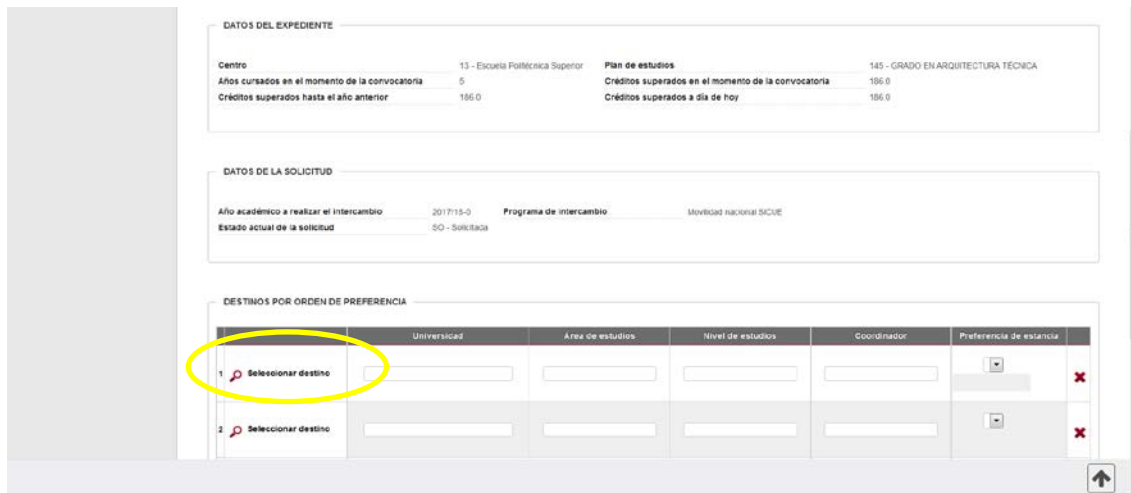 DATOS DEL EXPEDIENTE
Centro 13 - Escuela Politécnica Superior Plan de estudios 145 - GRADO EN ARQUITECTURA TÉCNICA
Años cursados en el momento de la convocatoria 5 Créditos superados en el momento de la convocatoria 186.0
Créditos superados hasta el año anterior 186.0 Créditos superados a día de hoy 186.0
DATOS DE LA SOLICITUD
Año académico a realizar el intercambio 2017/18-0 Programa de intercambio Movilidad nacional SICUE
Estado actual de la solicitud SO - Solicitada
DESTINOS POR ORDEN DE PREFERENCIA
Universidad Área de estudios Nivel de estudios Coordinador Preferencia de estancia
1 Seleccionar destino
2 Seleccionar destino